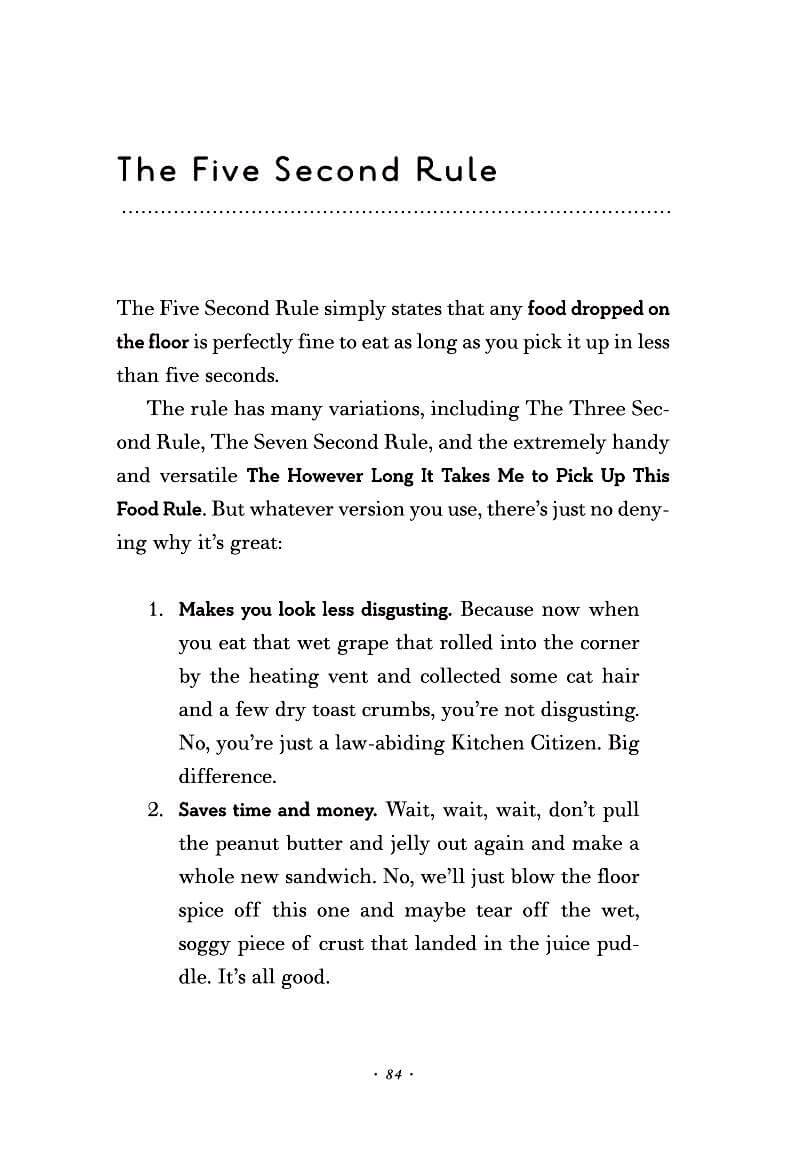 The Five Second Rule
The Five Second Rule simply states that any food dropped on
the floor is perfectly fine to eat as long as you pick it up in less
than five seconds.
The rule has many variations, including The Three Sec-
ond Rule, The Seven Second Rule, and the extremely handy
and versatile The However Long It Takes Me to Pick Up This
Food Rule. But whatever version you use, there’s just no deny-
ing why it’s great:
1. Makes you look less disgusting. Because now when
you eat that wet grape that rolled into the corner
by the heating vent and collected some cat hair
and a few dry toast crumbs, you’re not disgusting.
No, you’re just a law-abiding Kitchen Citizen. Big
difference.
2. Saves time and money. Wait, wait, wait, don’t pull
the peanut butter and jelly out again and make a
whole new sandwich. No, we’ll just blow the floor
spice off this one and maybe tear off the wet,
soggy piece of crust that landed in the juice pud-
dle. It’s all good.
· 84 ·